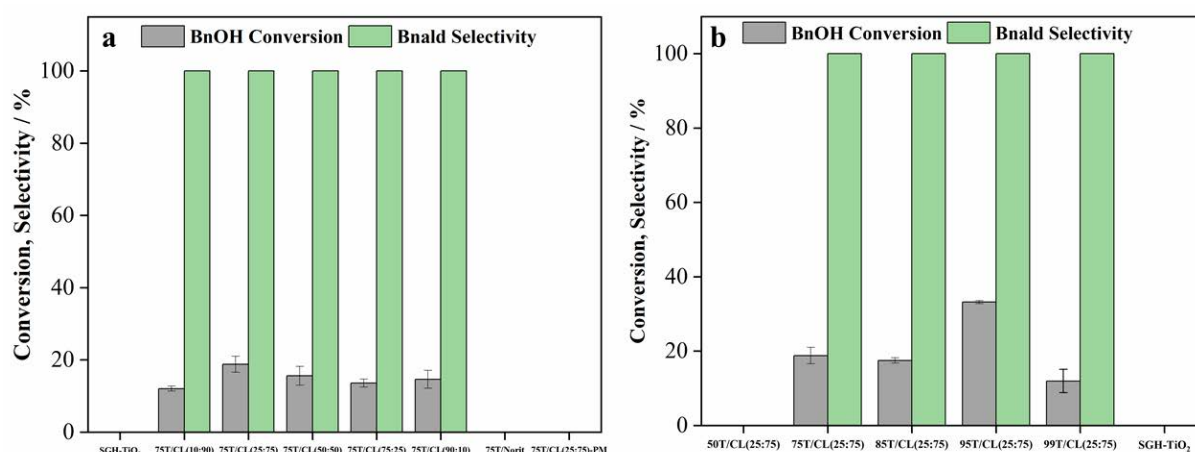 a
BnOH Conversion
Bnald Selectivity
Conversion, Selectivity / %
100
80
60
40
20
0
SGH-TiO₂
75T/CL(10:90)
75T/CL(25:75)
75T/CL(50:50)
75T/CL(75:25)
75T/CL(90:10)
75T/Norit
75T/CL(25:75)-PM
b
BnOH Conversion
Bnald Selectivity
Conversion, Selectivity / %
100
80
60
40
20
0
50T/CL(25:75)
75T/CL(25:75)
85T/CL(25:75)
95T/CL(25:75)
99T/CL(25:75)
SGH-TiO₂